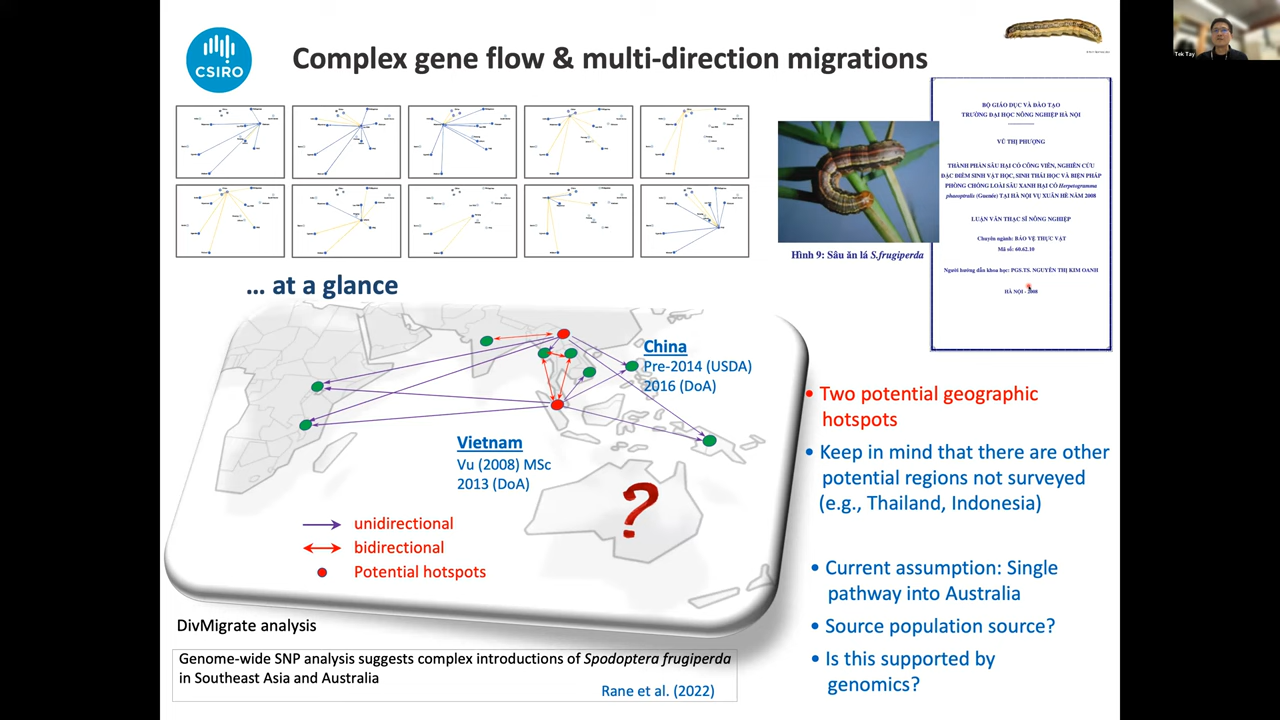 CSIRO
Complex gene flow & multi-direction migrations
Tek Tay
BỘ GIÁO DỤC VÀ ĐÀO TẠO
TRƯỜNG ĐẠI HỌC NÔNG NGHIỆP HÀ NỘI
VŨ THỊ PHƯỢNG
THÀNH PHẦN SÂU HẠI CỎ CÔNG VIÊN, NGHIÊN CỨU
ĐẶC ĐIỂM SINH VẬT HỌC, SINH THÁI HỌC VÀ BIỆN PHÁP
PHÒNG CHỐNG LOÀI SÂU XANH HẠI CỎ Herpetogramma
phaeopteralis (Guenée) TẠI HÀ NỘI VỤ XUÂN HÈ NĂM 2008
LUẬN VĂN THẠC SĨ NÔNG NGHIỆP
Chuyên ngành: BẢO VỆ THỰC VẬT
Mã số: 60.62.10
Người hướng dẫn khoa học: PGS.TS. NGUYỄN THỊ KIM OANH
HÀ NỘI - 2008
Hình 9: Sâu ăn lá S.frugiperda
... at a glance
China
Pre-2014 (USDA)
2016 (DoA)
Vietnam
Vu (2008) MSc
2013 (DoA)
?
unidirectional
bidirectional
Potential hotspots
• Two potential geographic
hotspots
• Keep in mind that there are other
potential regions not surveyed
(e.g., Thailand, Indonesia)
• Current assumption: Single
pathway into Australia
• Source population source?
• Is this supported by
genomics?
DivMigrate analysis
Genome-wide SNP analysis suggests complex introductions of Spodoptera frugiperda
in Southeast Asia and Australia
Rane et al. (2022)